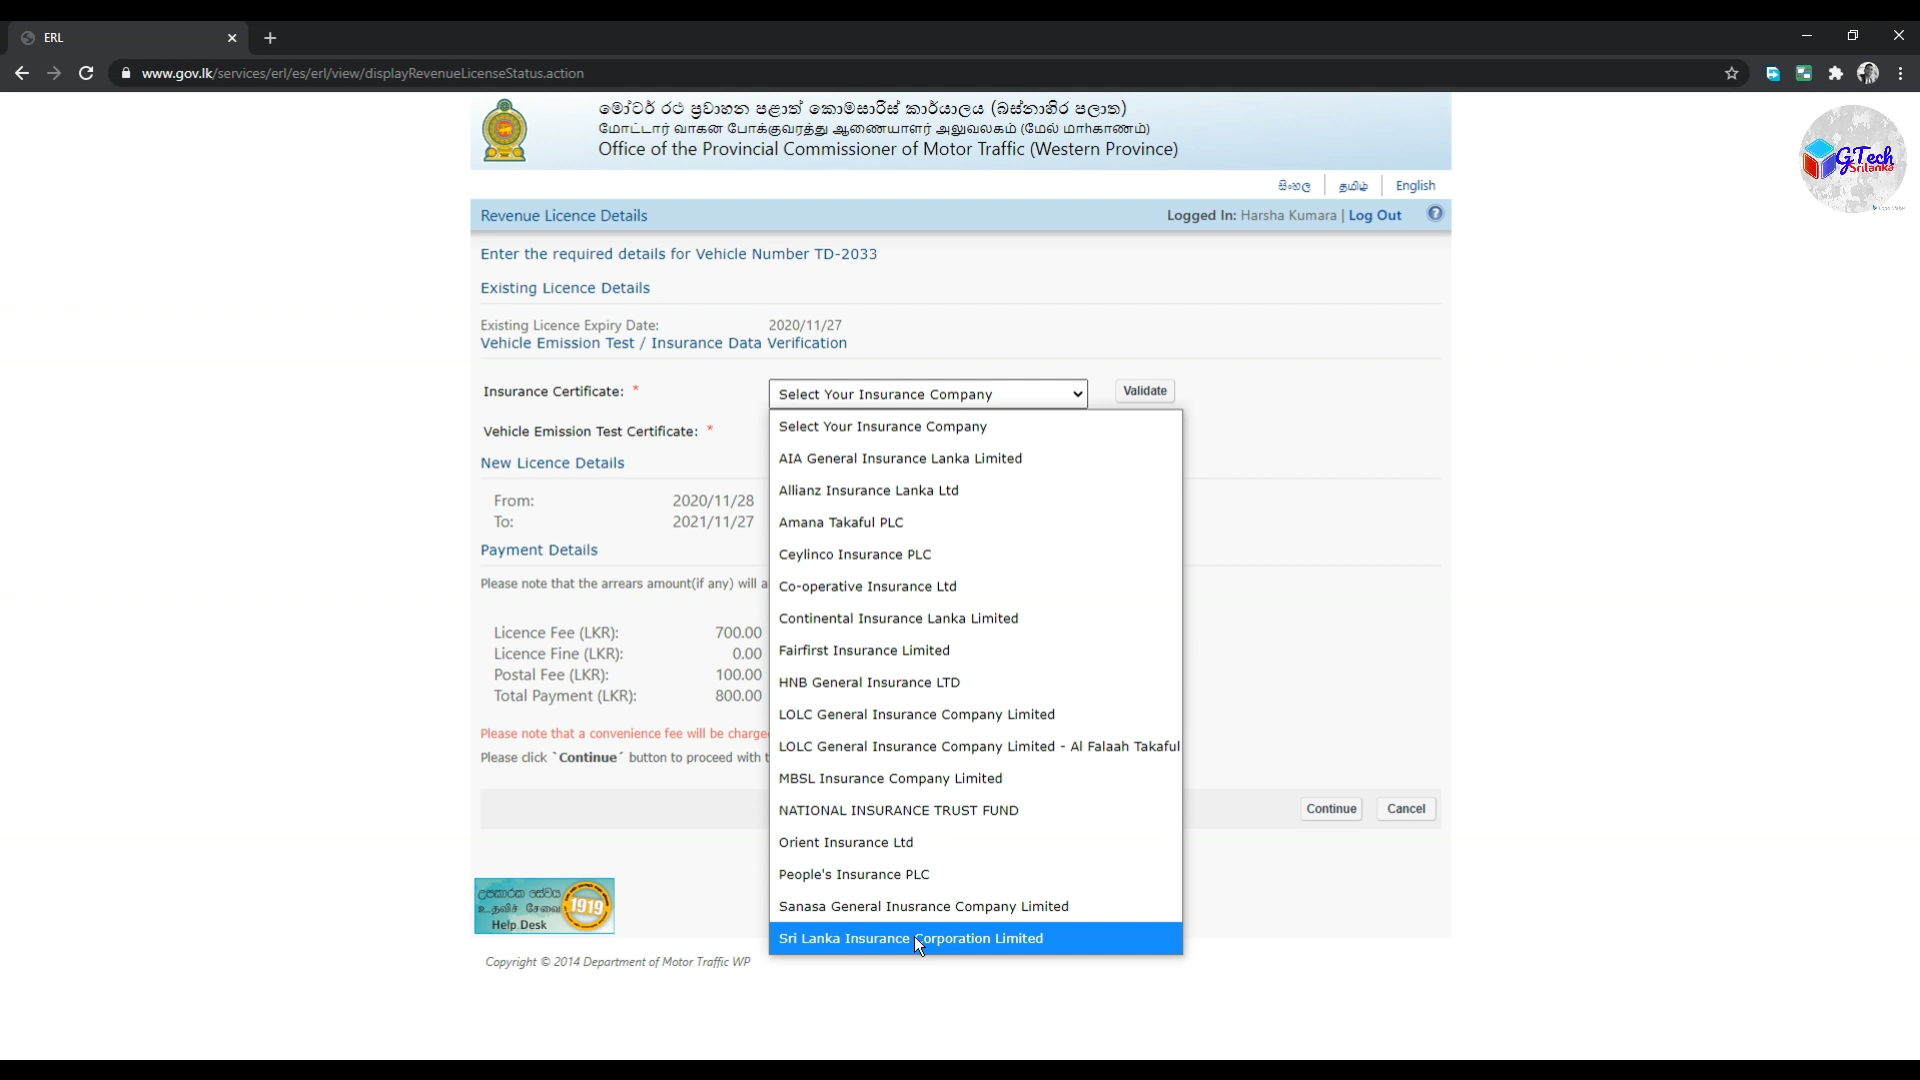 ERL
www.gov.lk/services/erl/es/erl/view/displayRevenueLicenseStatus.action
මෝටර් රථ ප්‍රවාහන පළාත් කොමසාරිස් කාර්යාලය (බස්නාහිර පළාත)
மோட்டார் வாகன போக்குவரத்து ஆணையாளர் அலுவலகம் (மேல் மாhகாணம்)
Office of the Provincial Commissioner of Motor Traffic (Western Province)
GTech
Srilanka
සිංහල தமிழ் English
Revenue Licence Details Logged In: Harsha Kumara | Log Out ?
Enter the required details for Vehicle Number TD-2033
Existing Licence Details
Existing Licence Expiry Date: 2020/11/27
Vehicle Emission Test / Insurance Data Verification
Insurance Certificate: * Select Your Insurance Company Validate
Select Your Insurance Company
Vehicle Emission Test Certificate: *
AIA General Insurance Lanka Limited
New Licence Details
Allianz Insurance Lanka Ltd
From: 2020/11/28
To: 2021/11/27
Amana Takaful PLC
Payment Details
Ceylinco Insurance PLC
Please note that the arrears amount(if any) will a
Co-operative Insurance Ltd
Continental Insurance Lanka Limited
Licence Fee (LKR): 700.00
Licence Fine (LKR): 0.00
Fairfirst Insurance Limited
Postal Fee (LKR): 100.00
HNB General Insurance LTD
Total Payment (LKR): 800.00
LOLC General Insurance Company Limited
Please note that a convenience fee will be charge
LOLC General Insurance Company Limited - Al Falaah Takaful
Please click `Continue´ button to proceed with t
MBSL Insurance Company Limited
NATIONAL INSURANCE TRUST FUND
Continue Cancel
Orient Insurance Ltd
People's Insurance PLC
උපකාරක සේවය
உதவிச் சேவை 1919
Help Desk
Sanasa General Inusrance Company Limited
Sri Lanka Insurance Corporation Limited
Copyright © 2014 Department of Motor Traffic WP